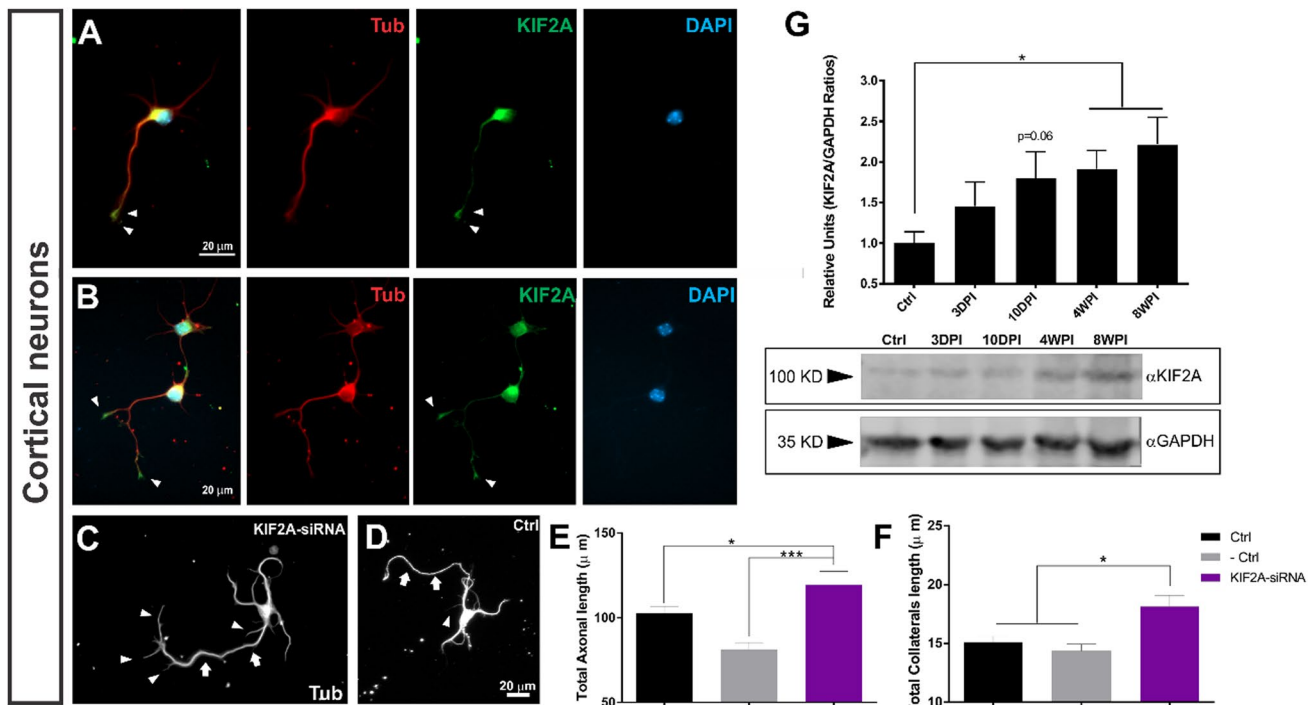 Cortical neurons
A
Tub
KIF2A
DAPI
20 µm
B
Tub
KIF2A
DAPI
20 µm
C
KIF2A-siRNA
Tub
D
Ctrl
20 µm
E
Total Axonal length (µ m)
150
100
50
*
***
F
otal Collaterals length (µ m)
25
20
15
10
*
Ctrl
- Ctrl
KIF2A-siRNA
G
Relative Units (KIF2A/GAPDH Ratios)
3.0
2.5
2.0
1.5
1.0
0.5
*
p=0.06
Ctrl
3DPI
10DPI
4WPI
8WPI
Ctrl 3DPI 10DPI 4WPI 8WPI
100 KD αKIF2A
35 KD αGAPDH